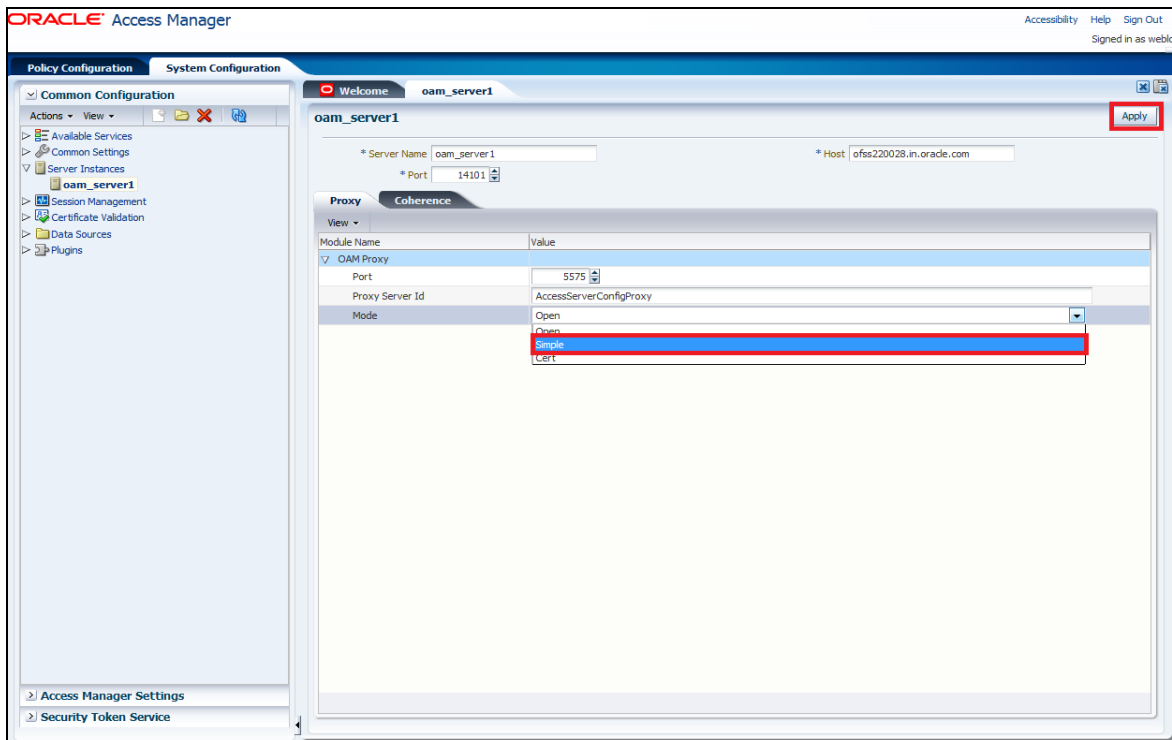 ORACLE Access Manager
Accessibility Help Sign Out
Signed in as weblo
Policy Configuration System Configuration
Common Configuration
Actions View
Available Services
Common Settings
Server Instances
oam_server1
Session Management
Certificate Validation
Data Sources
Plugins
Access Manager Settings
Security Token Service
Welcome oam_server1
oam_server1 Apply
* Server Name oam_server1 * Host ofss220028.in.oracle.com
* Port 14101
Proxy Coherence
View
Module Name Value
OAM Proxy
Port 5575
Proxy Server Id AccessServerConfigProxy
Mode Open
Open
Simple
Cert